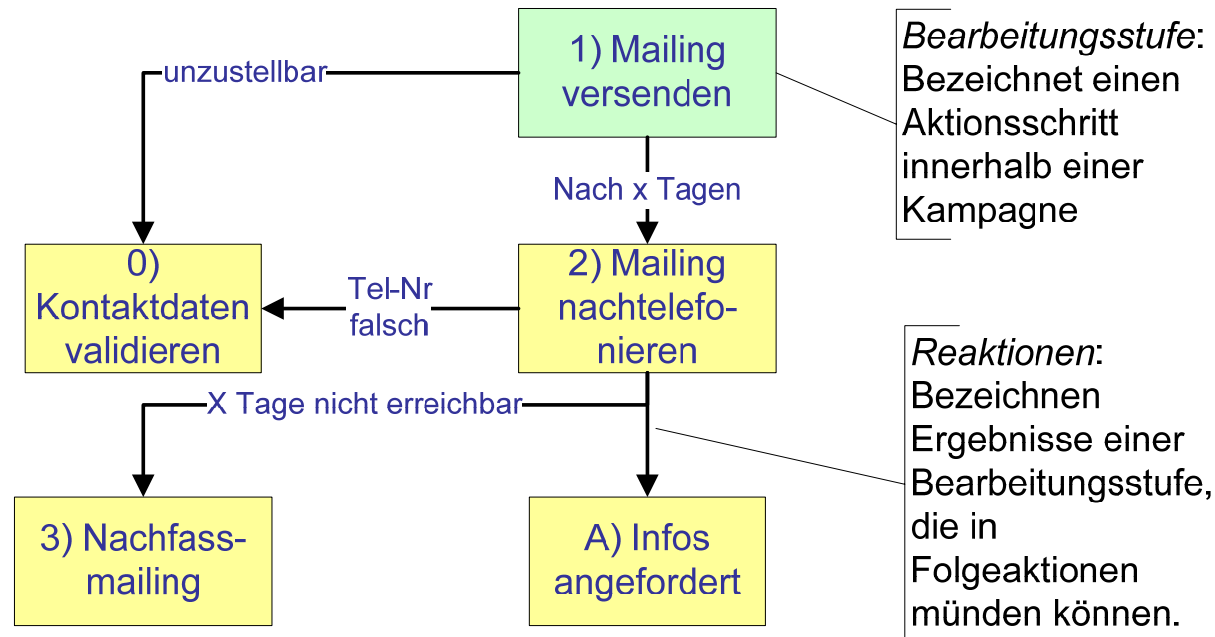 1) Mailing
versenden
unzustellbar
Nach x Tagen
0)
Kontaktdaten
validieren
Tel-Nr
falsch
2) Mailing
nachtelefo-
nieren
X Tage nicht erreichbar
3) Nachfass-
mailing
A) Infos
angefordert
Bearbeitungsstufe:
Bezeichnet einen
Aktionsschritt
innerhalb einer
Kampagne
Reaktionen:
Bezeichnen
Ergebnisse einer
Bearbeitungsstufe,
die in
Folgeaktionen
münden können.